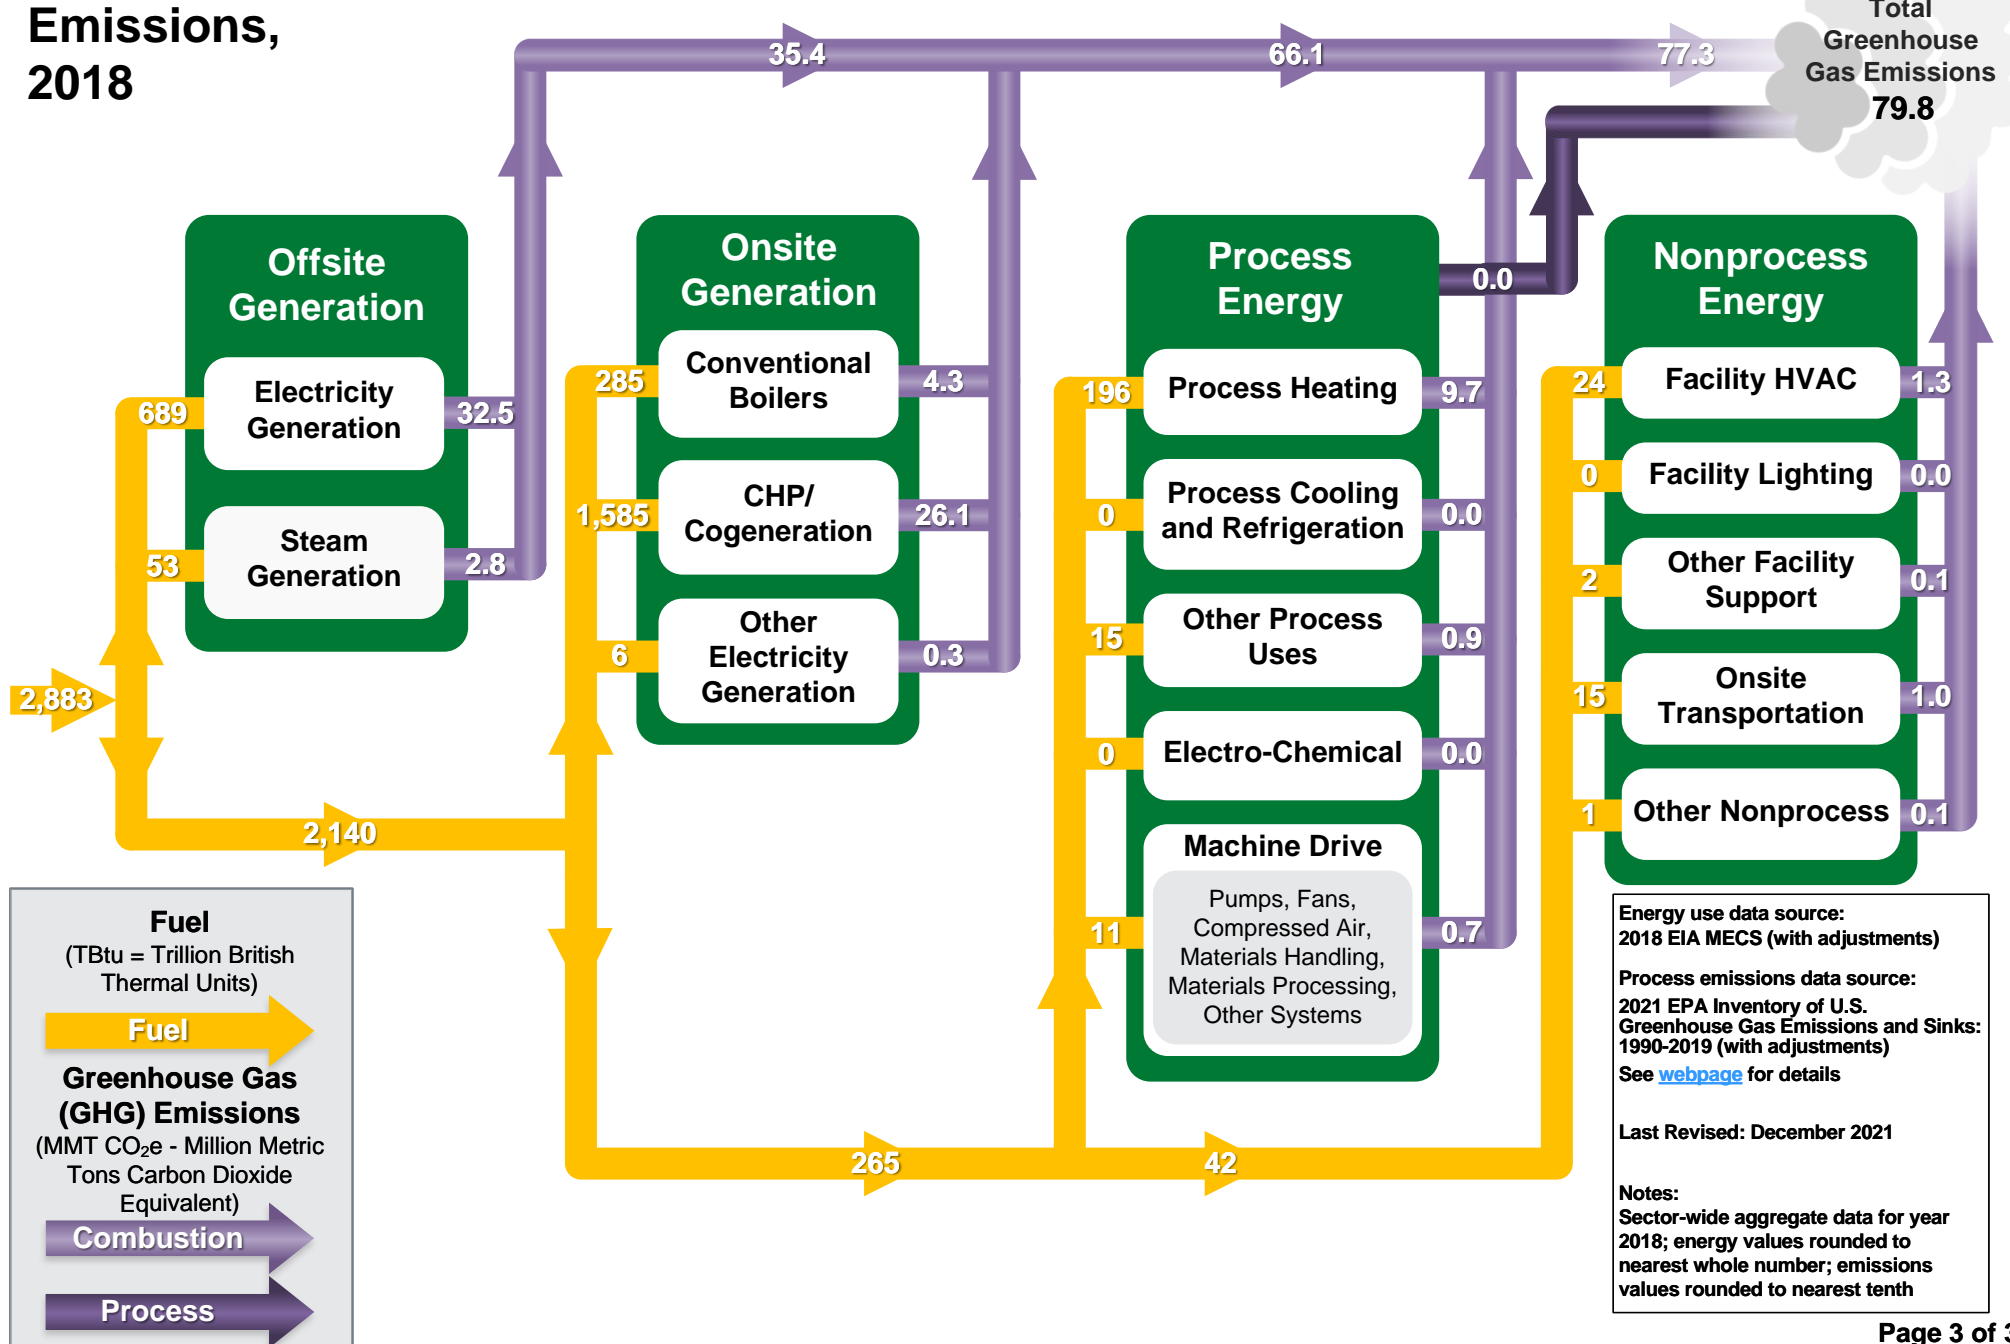 Emissions,
2018
35.4
66.1
77.3
Total
Greenhouse
Gas Emissions
79.8
Offsite
Generation
Electricity
Generation
689
32.5
Steam
Generation
53
2.8
2,883
2,140
Onsite
Generation
285
Conventional
Boilers
4.3
1,585
CHP/
Cogeneration
26.1
6
Other
Electricity
Generation
0.3
Process
Energy
0.0
196
Process Heating
9.7
0
Process Cooling
and Refrigeration
0.0
15
Other Process
Uses
0.9
0
Electro-Chemical
0.0
Machine Drive
11
Pumps, Fans,
Compressed Air,
Materials Handling,
Materials Processing,
Other Systems
0.7
Nonprocess
Energy
24
Facility HVAC
1.3
0
Facility Lighting
0.0
2
Other Facility
Support
0.1
15
Onsite
Transportation
1.0
1
Other Nonprocess
0.1
265
42
Fuel
(TBtu = Trillion British
Thermal Units)
Fuel
Greenhouse Gas
(GHG) Emissions
(MMT CO₂e - Million Metric
Tons Carbon Dioxide
Equivalent)
Combustion
Process
Energy use data source:
2018 EIA MECS (with adjustments)
Process emissions data source:
2021 EPA Inventory of U.S.
Greenhouse Gas Emissions and Sinks:
1990-2019 (with adjustments)
See webpage for details
Last Revised: December 2021
Notes:
Sector-wide aggregate data for year
2018; energy values rounded to
nearest whole number; emissions
values rounded to nearest tenth
Page 3 of 3